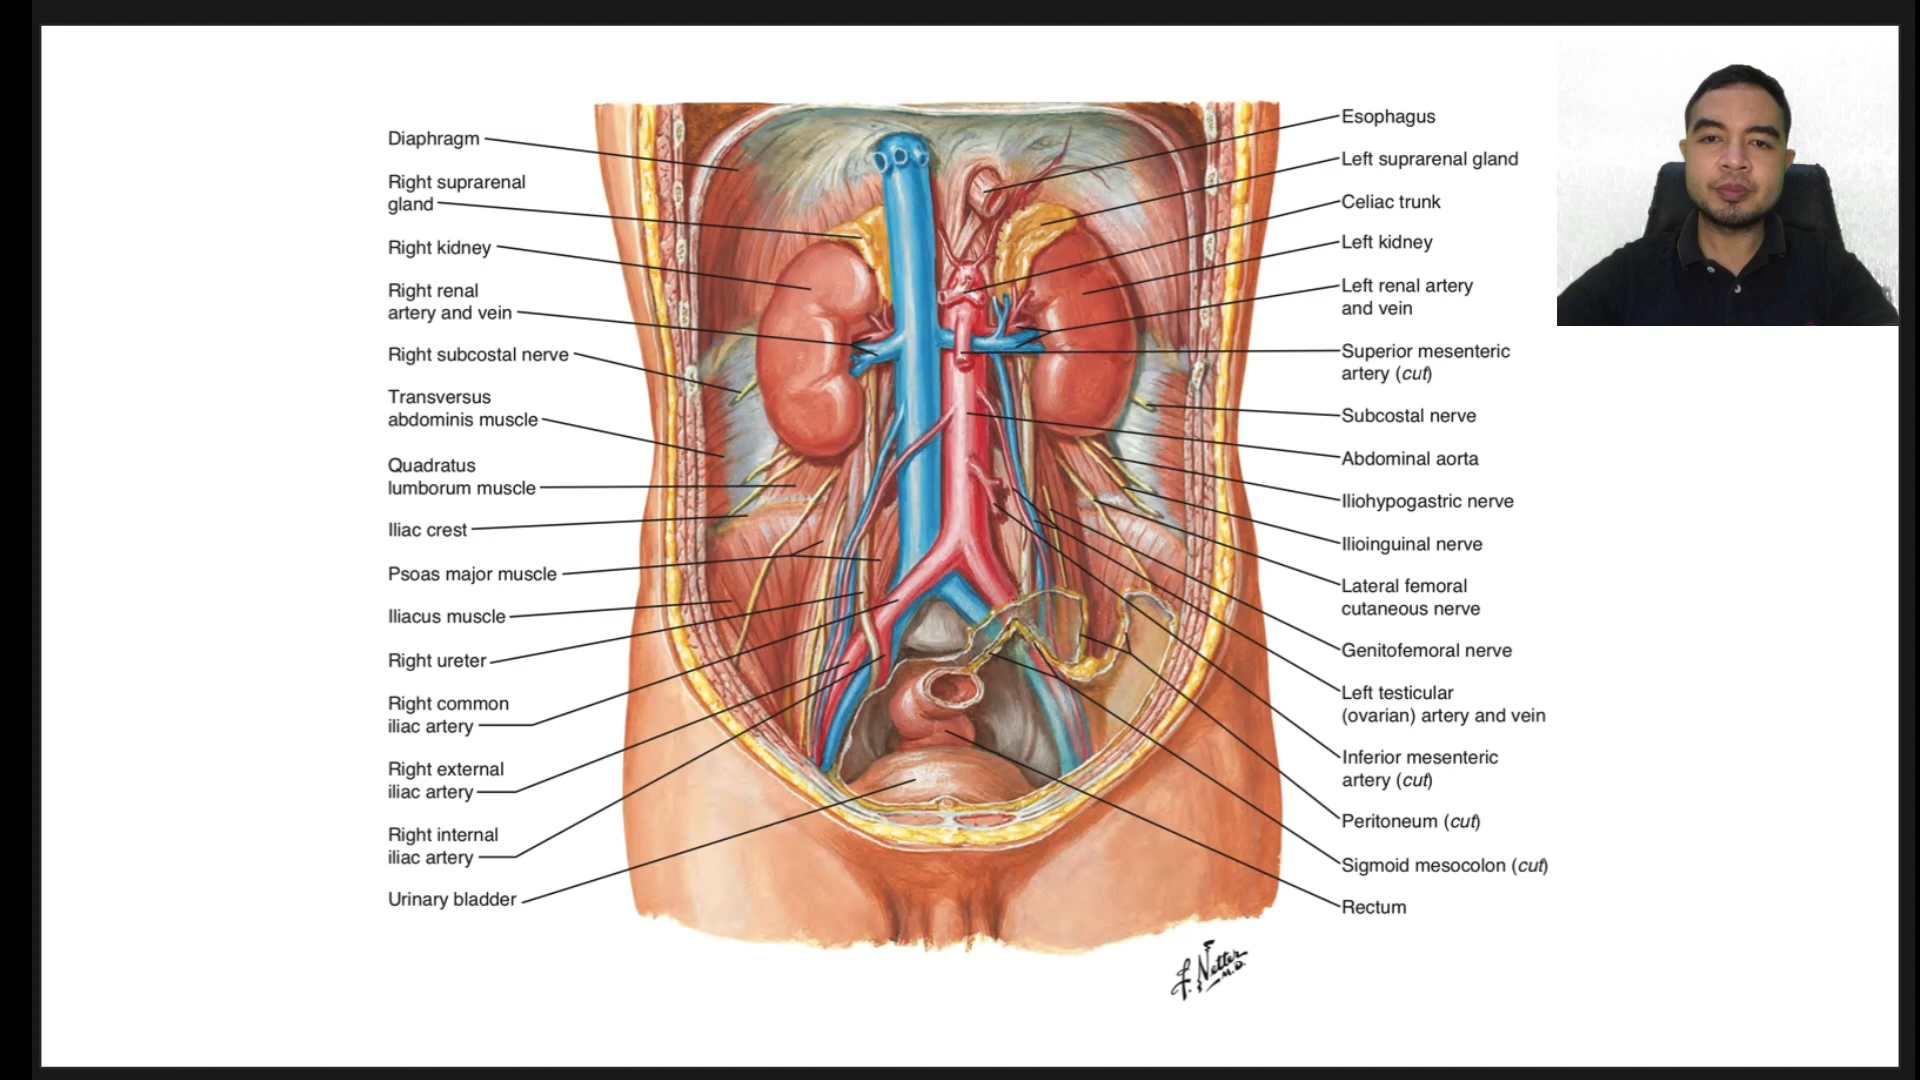 Diaphragm
Right suprarenal
gland
Right kidney
Right renal
artery and vein
Right subcostal nerve
Transversus
abdominis muscle
Quadratus
lumborum muscle
Iliac crest
Psoas major muscle
Iliacus muscle
Right ureter
Right common
iliac artery
Right external
iliac artery
Right internal
iliac artery
Urinary bladder
Esophagus
Left suprarenal gland
Celiac trunk
Left kidney
Left renal artery
and vein
Superior mesenteric
artery (cut)
Subcostal nerve
Abdominal aorta
Iliohypogastric nerve
Ilioinguinal nerve
Lateral femoral
cutaneous nerve
Genitofemoral nerve
Left testicular
(ovarian) artery and vein
Inferior mesenteric
artery (cut)
Peritoneum (cut)
Sigmoid mesocolon (cut)
Rectum
F. Netter
M.D.